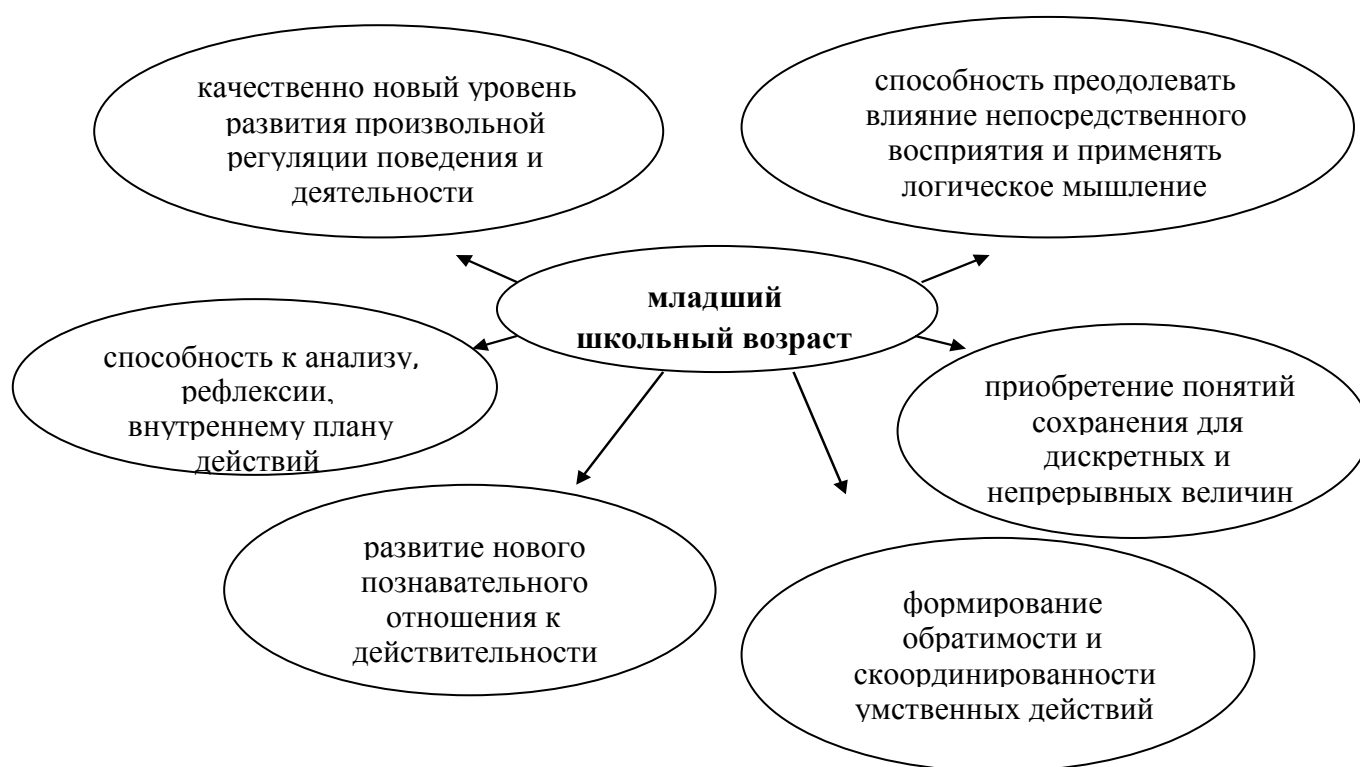 качественно новый уровень
развития произвольной
регуляции поведения и
деятельности
способность преодолевать
влияние непосредственного
восприятия и применять
логическое мышление
младший
школьный возраст
способность к анализу,
рефлексии,
внутреннему плану
действий
приобретение понятий
сохранения для
дискретных и
непрерывных величин
развитие нового
познавательного
отношения к
действительности
формирование
обратимости и
скоординированности
умственных действий